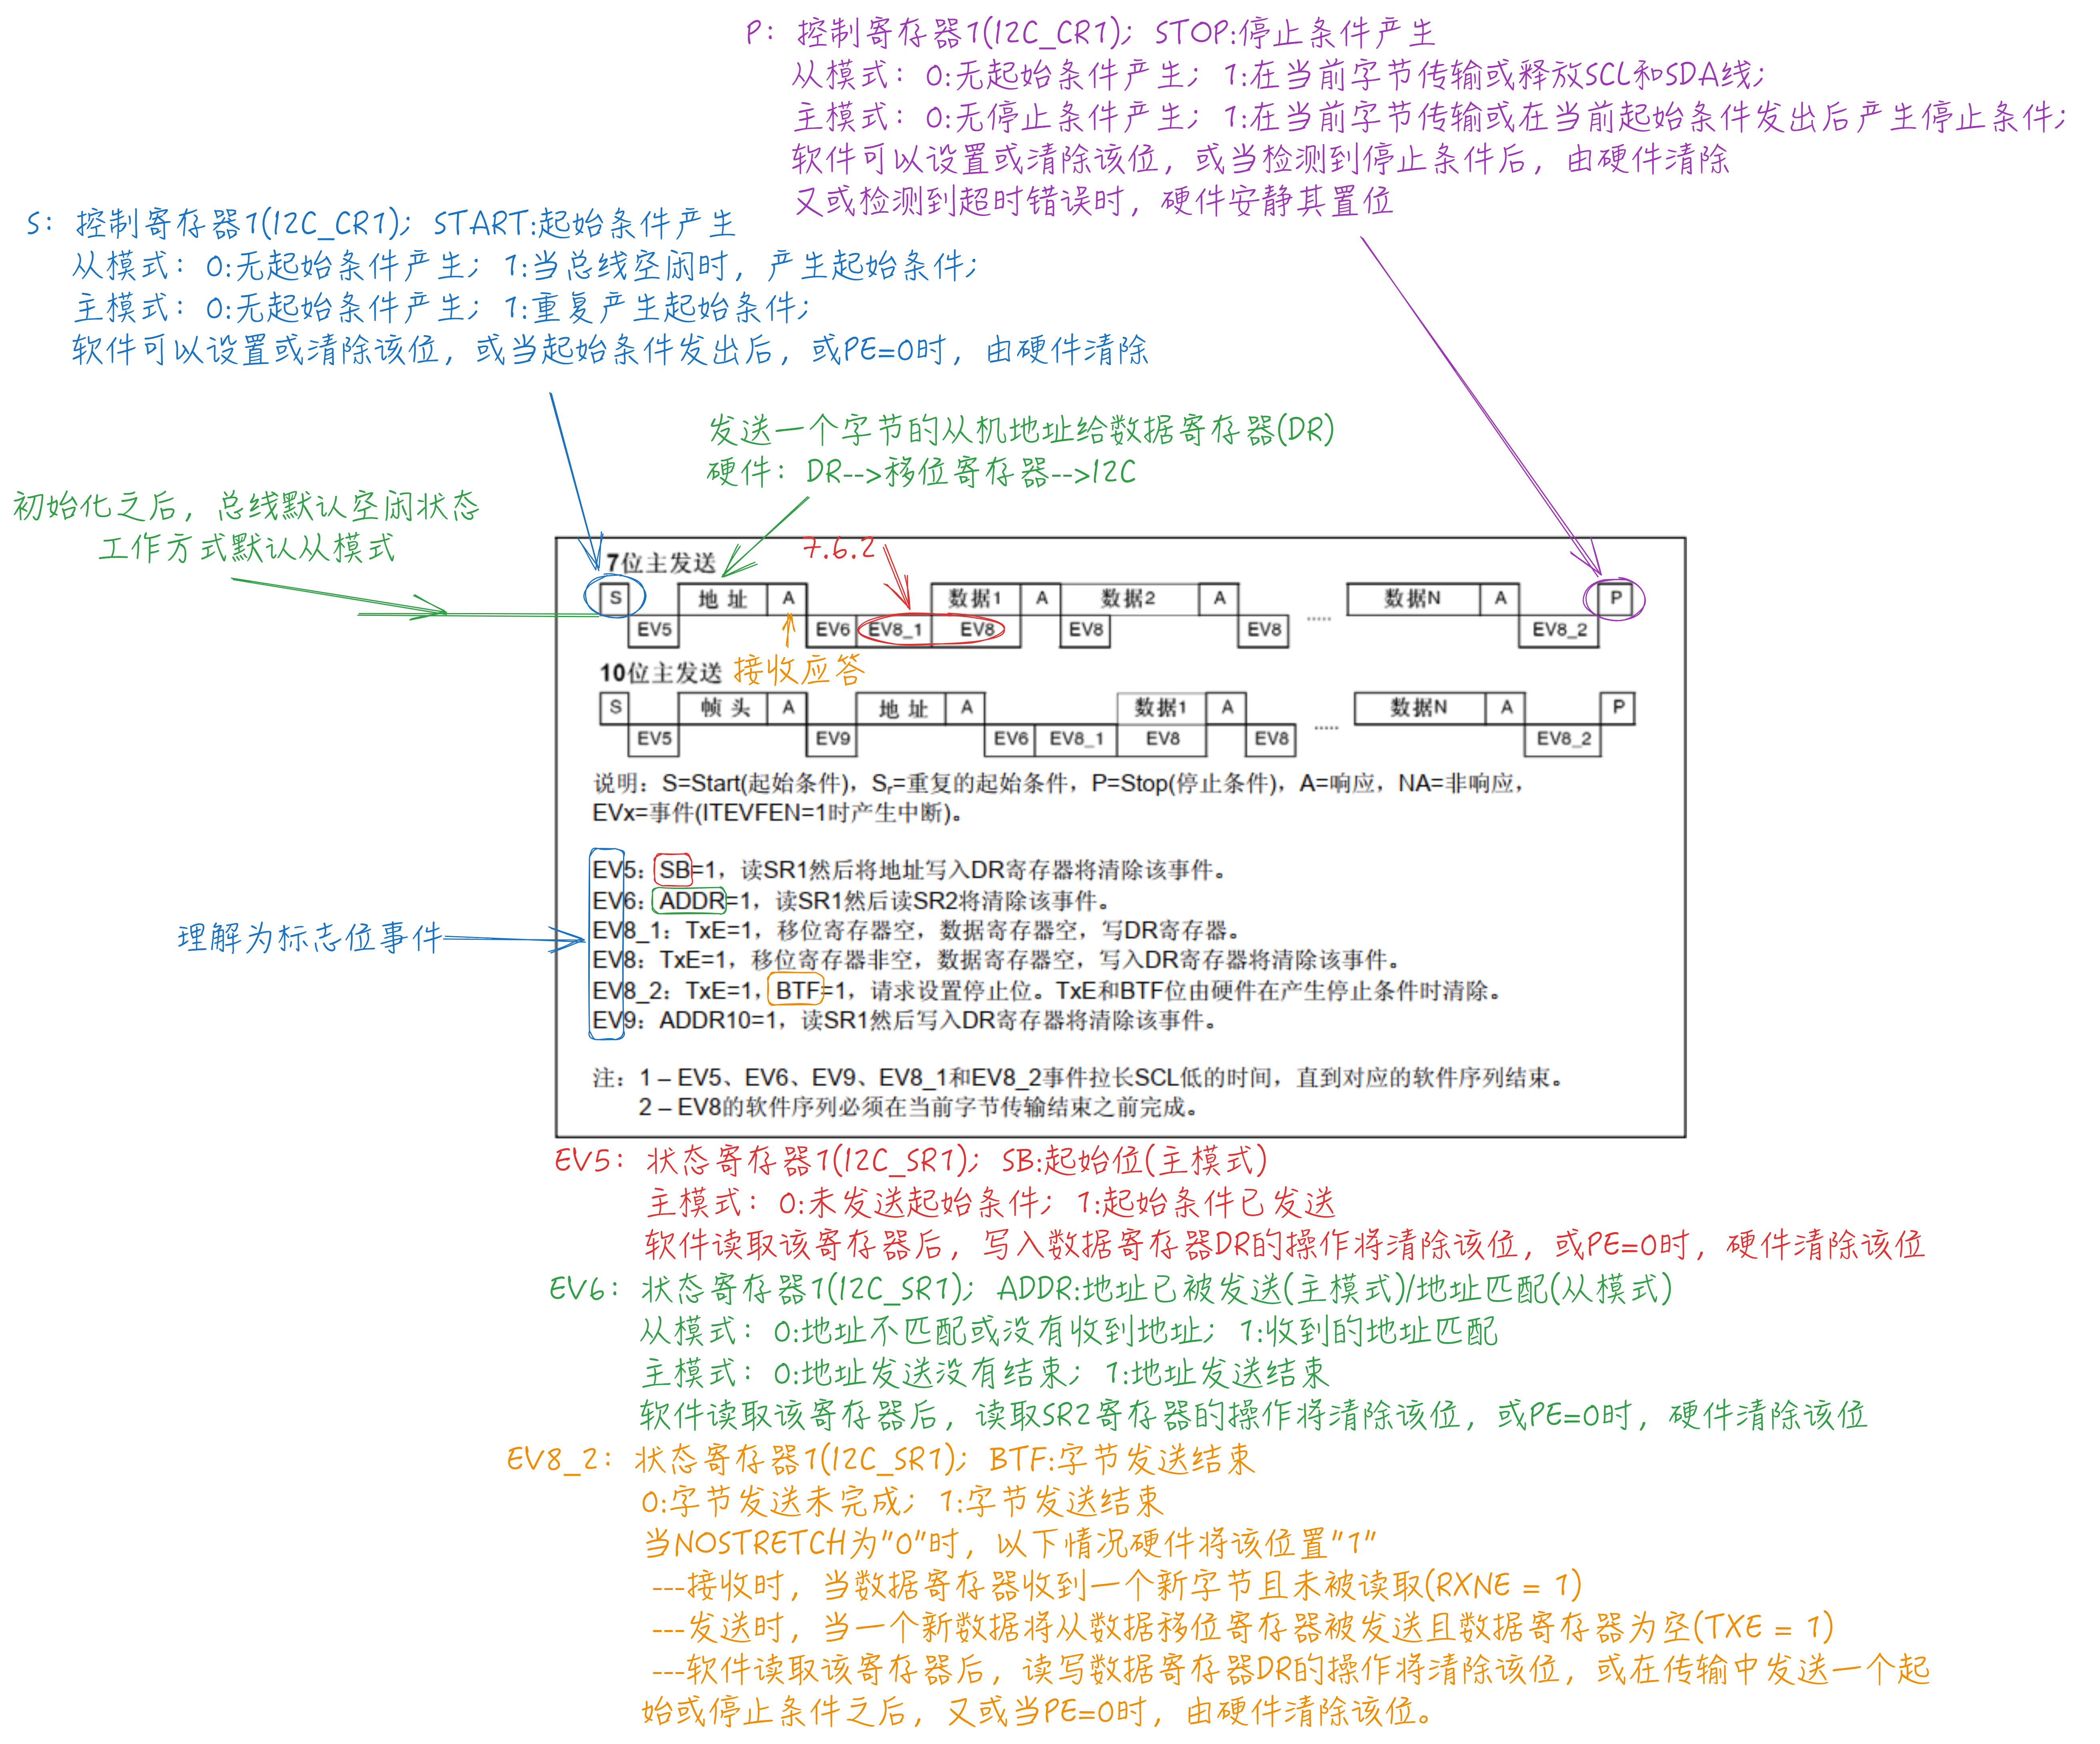 P：控制寄存器1(I2C_CR1)；STOP:停止条件产生
从模式：0:无起始条件产生；1:在当前字节传输或释放SCL和SDA线;
主模式：0:无停止条件产生；1:在当前字节传输或在当前起始条件发出后产生停止条件;
软件可以设置或清除该位，或当检测到停止条件后，由硬件清除
又或检测到超时错误时，硬件安静其置位
S：控制寄存器1(I2C_CR1)；START:起始条件产生
从模式：0:无起始条件产生；1:当总线空闲时，产生起始条件;
主模式：0:无起始条件产生；1:重复产生起始条件;
软件可以设置或清除该位，或当起始条件发出后，或PE=0时，由硬件清除
发送一个字节的从机地址给数据寄存器(DR)
硬件：DR-->移位寄存器-->I2C
初始化之后，总线默认空闲状态
工作方式默认从模式
7位主发送
7.6.2
S 地址 A 数据1 A 数据2 A 数据N A P
EV5 EV6 EV8_1 EV8 EV8 EV8 ..... EV8_2
10位主发送
接收应答
S 帧头 A 地址 A 数据1 A 数据N A P
EV5 EV9 EV6 EV8_1 EV8 EV8 ..... EV8_2
说明：S=Start(起始条件)，Sr=重复的起始条件，P=Stop(停止条件)，A=响应，NA=非响应，
EVx=事件(ITEVFEN=1时产生中断)。
EV5：SB=1，读SR1然后将地址写入DR寄存器将清除该事件。
EV6：ADDR=1，读SR1然后读SR2将清除该事件。
EV8_1：TxE=1，移位寄存器空，数据寄存器空，写DR寄存器。
理解为标志位事件
EV8：TxE=1，移位寄存器非空，数据寄存器空，写入DR寄存器将清除该事件。
EV8_2：TxE=1，BTF=1，请求设置停止位。TxE和BTF位由硬件在产生停止条件时清除。
EV9：ADDR10=1，读SR1然后写入DR寄存器将清除该事件。
注：1 – EV5、EV6、EV9、EV8_1和EV8_2事件拉长SCL低的时间，直到对应的软件序列结束。
2 – EV8的软件序列必须在当前字节传输结束之前完成。
EV5：状态寄存器1(I2C_SR1)；SB:起始位(主模式)
主模式：0:未发送起始条件；1:起始条件已发送
软件读取该寄存器后，写入数据寄存器DR的操作将清除该位，或PE=0时，硬件清除该位
EV6：状态寄存器1(I2C_SR1)；ADDR:地址已被发送(主模式)/地址匹配(从模式)
从模式：0:地址不匹配或没有收到地址；1:收到的地址匹配
主模式：0:地址发送没有结束；1:地址发送结束
软件读取该寄存器后，读取SR2寄存器的操作将清除该位，或PE=0时，硬件清除该位
EV8_2：状态寄存器1(I2C_SR1)；BTF:字节发送结束
0:字节发送未完成；1:字节发送结束
当NOSTRETCH为"0"时，以下情况硬件将该位置"1"
---接收时，当数据寄存器收到一个新字节且未被读取(RXNE = 1)
---发送时，当一个新数据将从数据移位寄存器被发送且数据寄存器为空(TXE = 1)
---软件读取该寄存器后，读写数据寄存器DR的操作将清除该位，或在传输中发送一个起
始或停止条件之后，又或当PE=0时，由硬件清除该位。